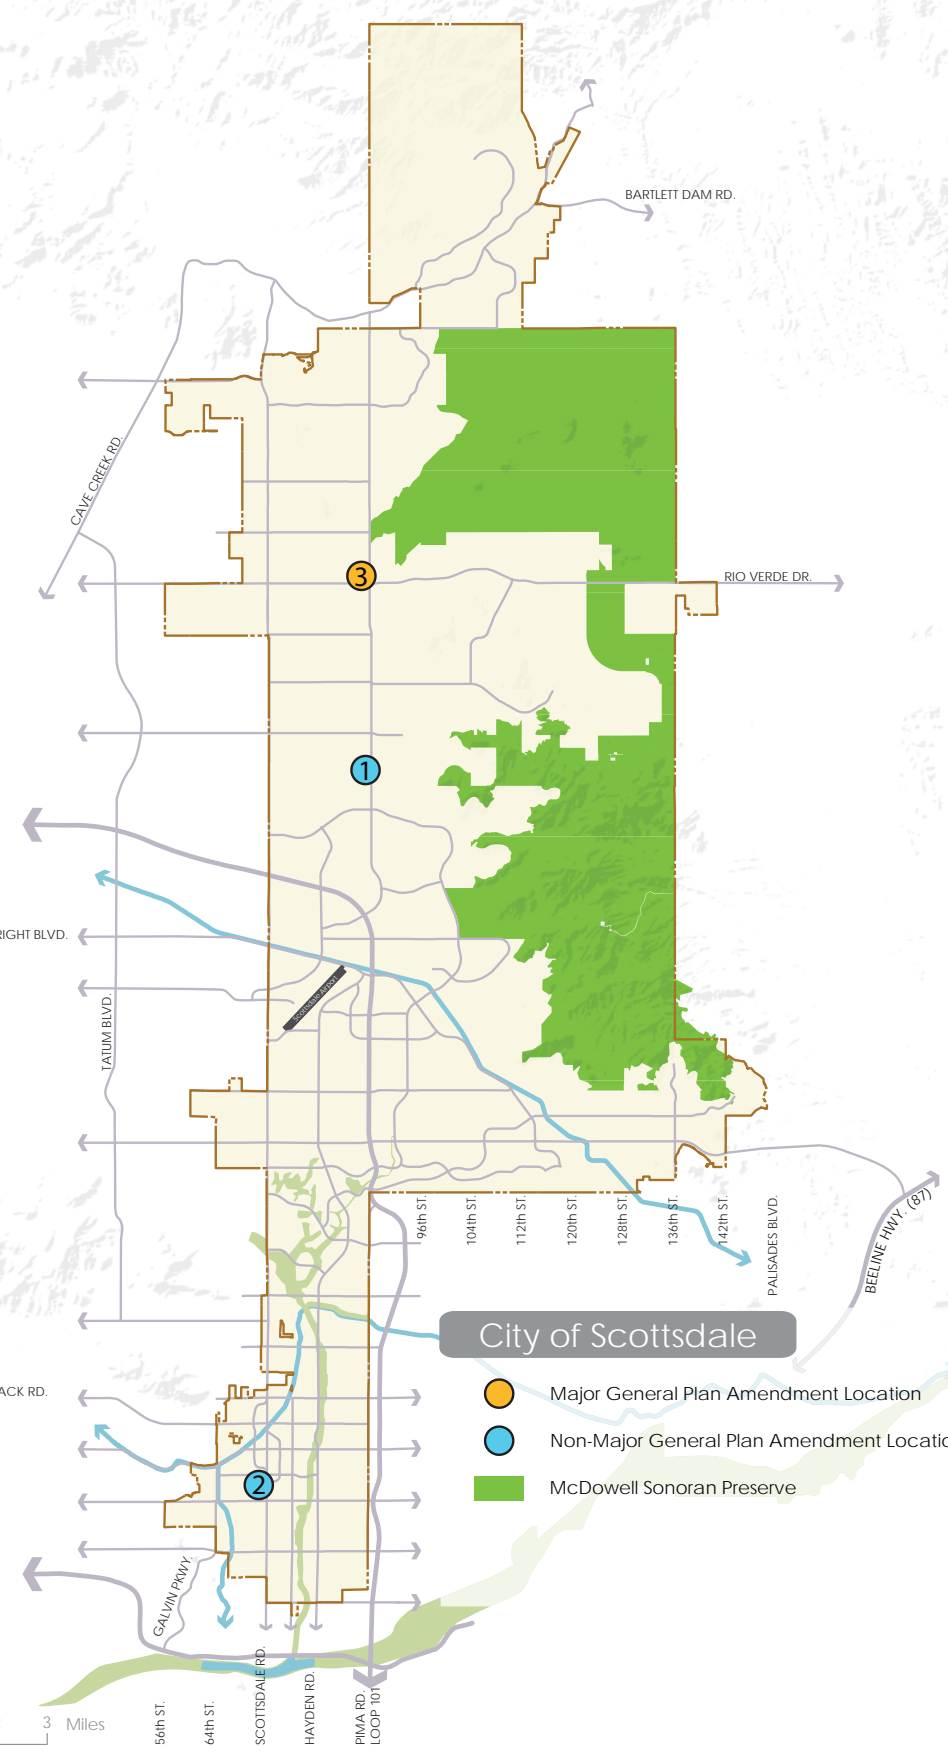 BARTLETT DAM RD.
CAVE CREEK RD.
3
RIO VERDE DR.
1
RIGHT BLVD.
Scottsdale Airport
TATUM BLVD.
96th ST.
104th ST.
112th ST.
120th ST.
128th ST.
136th ST.
142th ST.
PALISADES BLVD.
BEELINE HWY. (87)
City of Scottsdale
ACK RD.
Major General Plan Amendment Location
Non-Major General Plan Amendment Locatio
2
McDowell Sonoran Preserve
GALVIN PKWY.
56th ST.
64th ST.
SCOTTSDALE RD.
HAYDEN RD.
PIMA RD.
LOOP 101
3 Miles